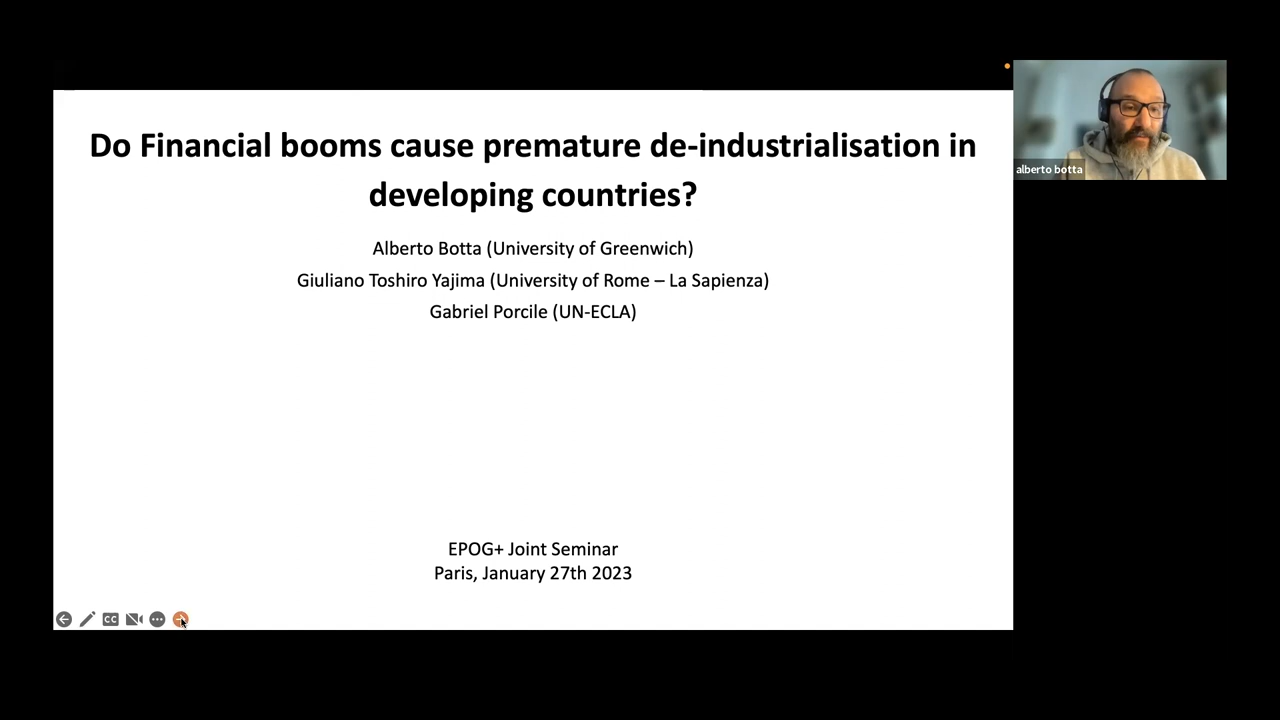 Do Financial booms cause premature de-industrialisation in
developing countries?
Alberto Botta (University of Greenwich)
Giuliano Toshiro Yajima (University of Rome – La Sapienza)
Gabriel Porcile (UN-ECLA)
EPOG+ Joint Seminar
Paris, January 27th 2023
CC
alberto botta